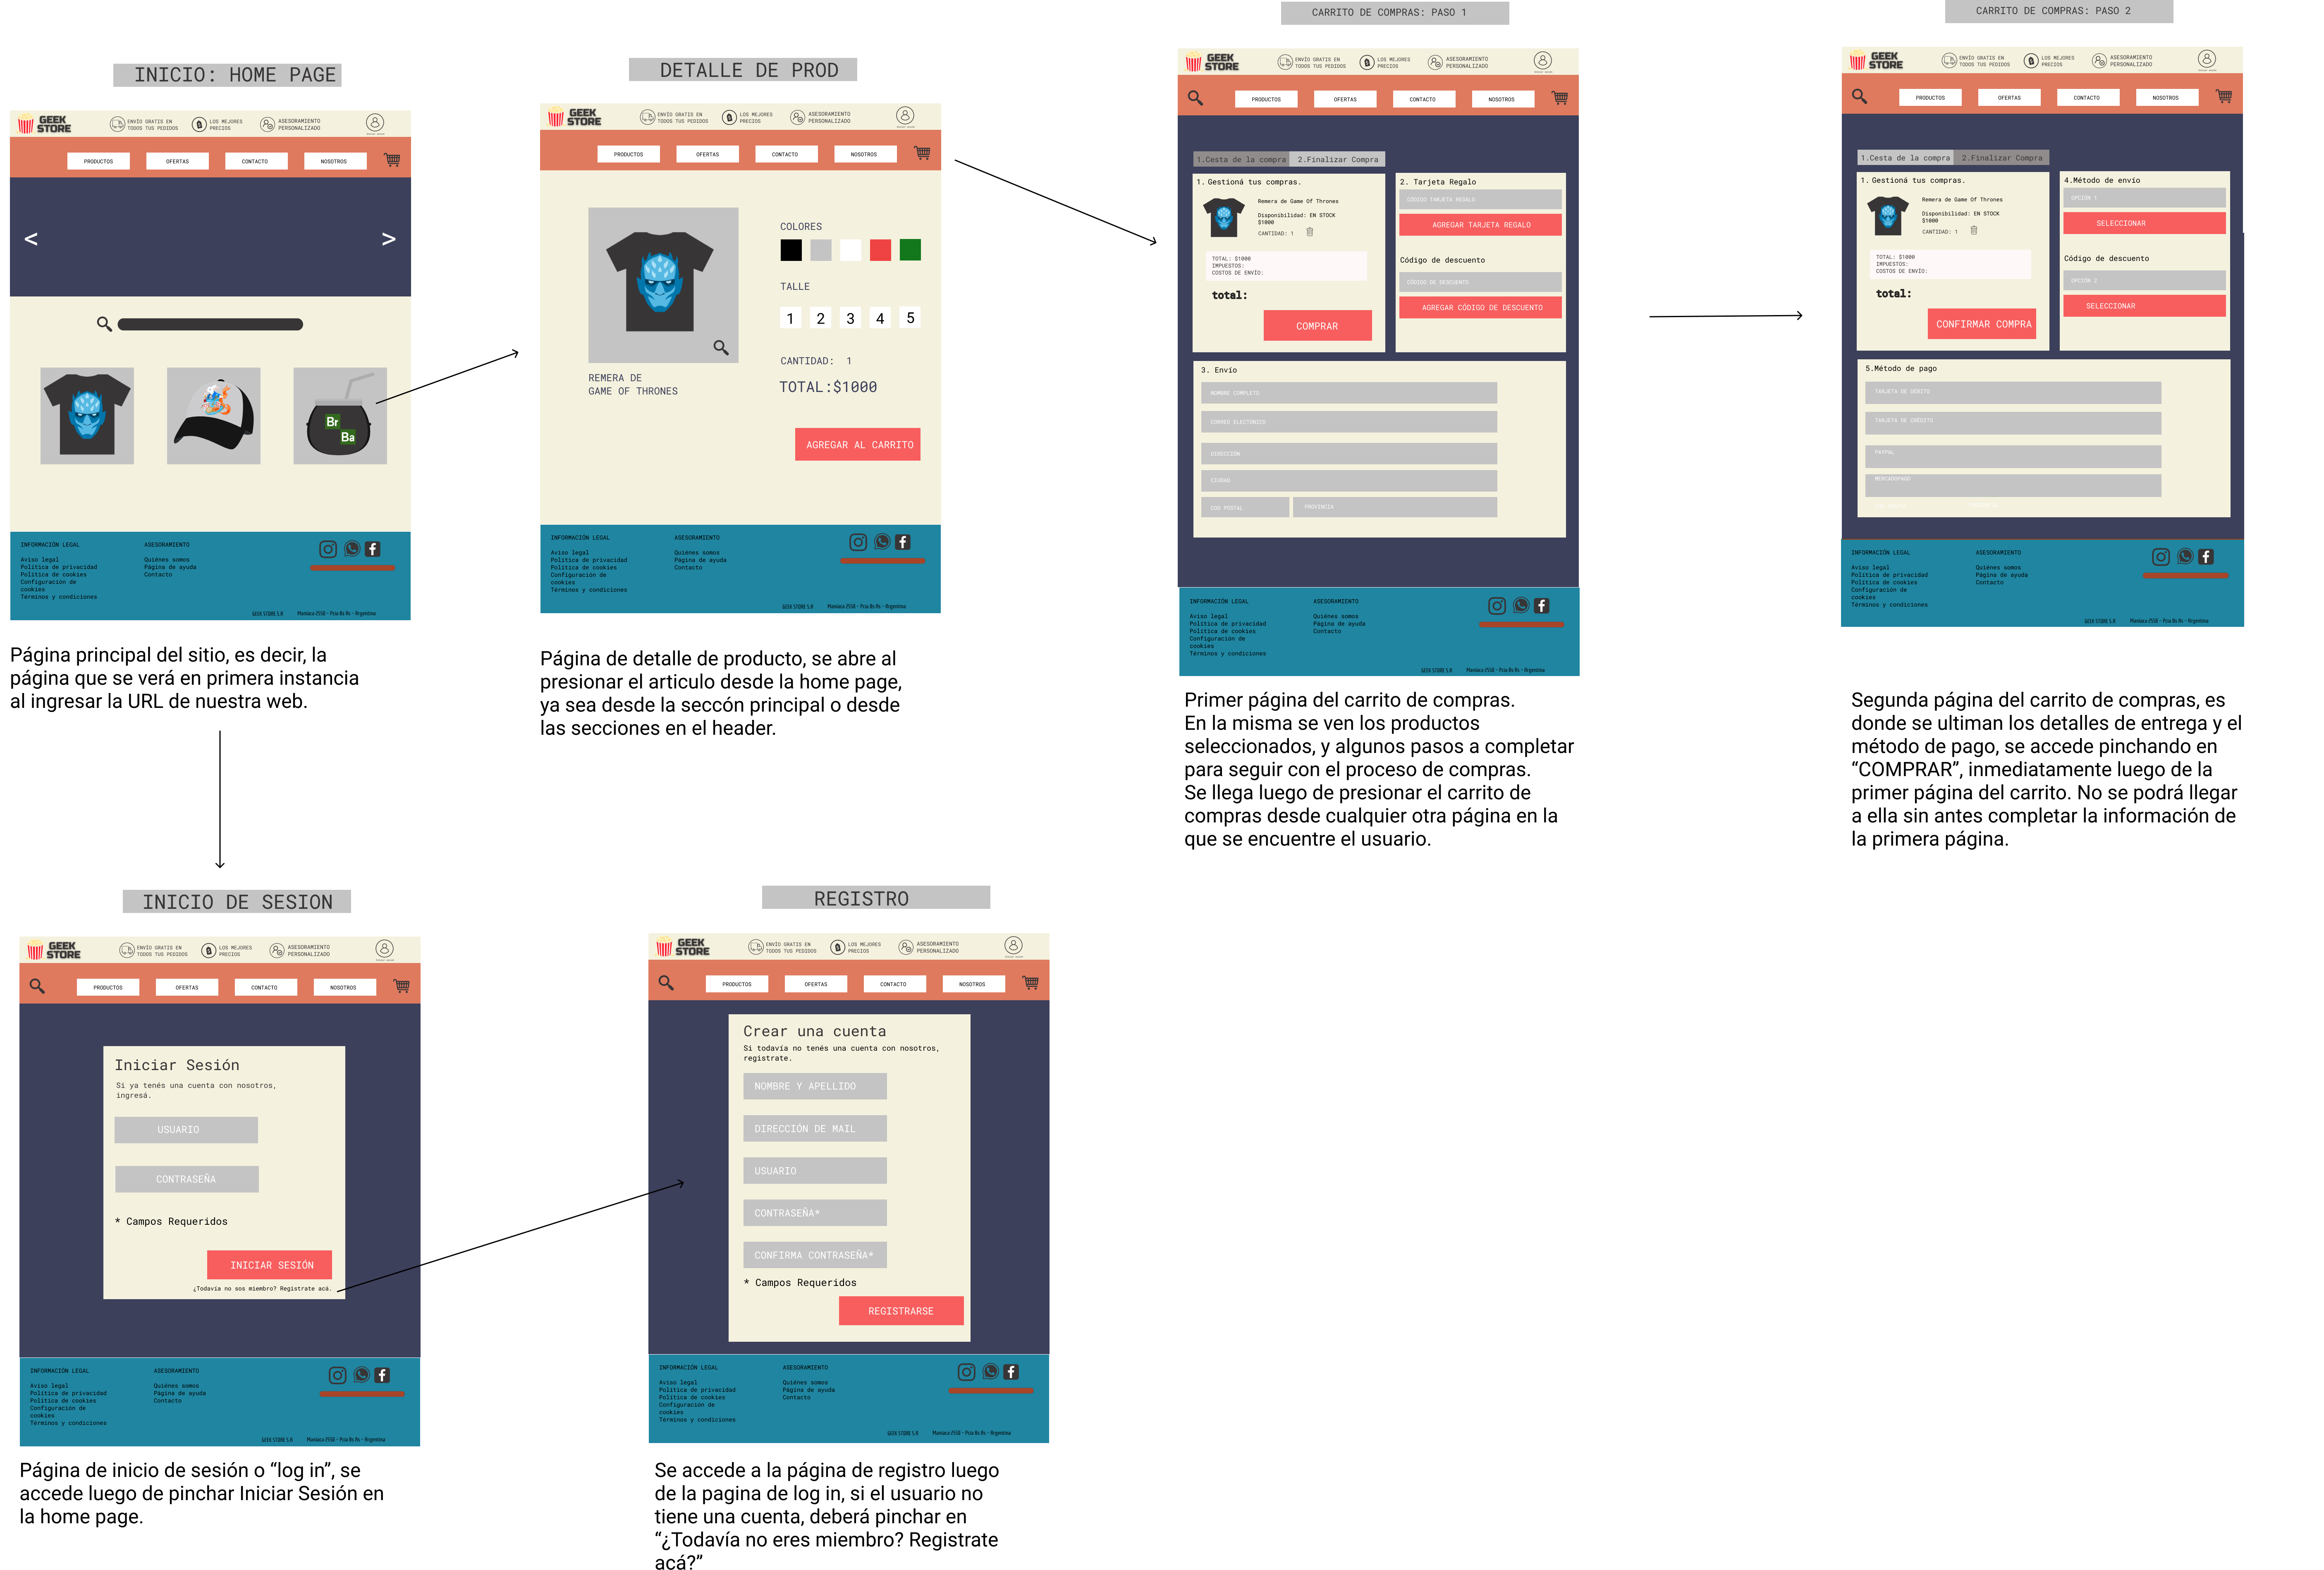 INICIO: HOME PAGE
GEEK
STORE
ENVÍO GRATIS EN
TODOS TUS PEDIDOS
LOS MEJORES
PRECIOS
ASESORAMIENTO
PERSONALIZADO
PRODUCTOS
OFERTAS
CONTACTO
NOSOTROS
<
>
Br
Ba
INFORMACIÓN LEGAL
Aviso legal
Política de privacidad
Política de cookies
Configuración de
cookies
Términos y condiciones
ASESORAMIENTO
Quiénes somos
Página de ayuda
Contacto
GEEK STORE S.A
Maniaca 2550 - Pcia Bs As - Argentina
Página principal del sitio, es decir, la
página que se verá en primera instancia
al ingresar la URL de nuestra web.
DETALLE DE PROD
GEEK
STORE
ENVÍO GRATIS EN
TODOS TUS PEDIDOS
LOS MEJORES
PRECIOS
ASESORAMIENTO
PERSONALIZADO
PRODUCTOS
OFERTAS
CONTACTO
NOSOTROS
REMERA DE
GAME OF THRONES
COLORES
TALLE
1 2 3 4 5
CANTIDAD: 1
TOTAL:$1000
AGREGAR AL CARRITO
INFORMACIÓN LEGAL
Aviso legal
Política de privacidad
Política de cookies
Configuración de
cookies
Términos y condiciones
ASESORAMIENTO
Quiénes somos
Página de ayuda
Contacto
GEEK STORE S.A
Maniaca 2550 - Pcia Bs As - Argentina
Página de detalle de producto, se abre al
presionar el articulo desde la home page,
ya sea desde la seccón principal o desde
las secciones en el header.
CARRITO DE COMPRAS: PASO 1
GEEK
STORE
ENVÍO GRATIS EN
TODOS TUS PEDIDOS
LOS MEJORES
PRECIOS
ASESORAMIENTO
PERSONALIZADO
PRODUCTOS
OFERTAS
CONTACTO
NOSOTROS
1.Cesta de la compra
2.Finalizar Compra
1. Gestioná tus compras.
Remera de Game Of Thrones
Disponibilidad: EN STOCK
$1000
CANTIDAD: 1
TOTAL: $1000
IMPUESTOS:
COSTOS DE ENVÍO:
total:
COMPRAR
2. Tarjeta Regalo
CÓDIGO TARJETA REGALO
AGREGAR TARJETA REGALO
Código de descuento
CÓDIGO DE DESCUENTO
AGREGAR CÓDIGO DE DESCUENTO
3. Envío
NOMBRE COMPLETO
CORREO ELECTÓNICO
DIRECCIÓN
CIUDAD
COD POSTAL
PROVINCIA
INFORMACIÓN LEGAL
Aviso legal
Política de privacidad
Política de cookies
Configuración de
cookies
Términos y condiciones
ASESORAMIENTO
Quiénes somos
Página de ayuda
Contacto
GEEK STORE S.A
Maniaca 2550 - Pcia Bs As - Argentina
Primer página del carrito de compras.
En la misma se ven los productos
seleccionados, y algunos pasos a completar
para seguir con el proceso de compras.
Se llega luego de presionar el carrito de
compras desde cualquier otra página en la
que se encuentre el usuario.
CARRITO DE COMPRAS: PASO 2
GEEK
STORE
ENVÍO GRATIS EN
TODOS TUS PEDIDOS
LOS MEJORES
PRECIOS
ASESORAMIENTO
PERSONALIZADO
PRODUCTOS
OFERTAS
CONTACTO
NOSOTROS
1.Cesta de la compra
2.Finalizar Compra
1. Gestioná tus compras.
Remera de Game Of Thrones
Disponibilidad: EN STOCK
$1000
CANTIDAD: 1
TOTAL: $1000
IMPUESTOS:
COSTOS DE ENVÍO:
total:
CONFIRMAR COMPRA
4.Método de envío
OPCIÓN 1
SELECCIONAR
Código de descuento
OPCIÓN 2
SELECCIONAR
5.Método de pago
TARJETA DE DEBITO
TARJETA DE CRÉDITO
PAYPAL
MERCADOPAGO
INFORMACIÓN LEGAL
Aviso legal
Política de privacidad
Política de cookies
Configuración de
cookies
Términos y condiciones
ASESORAMIENTO
Quiénes somos
Página de ayuda
Contacto
GEEK STORE S.A
Maniaca 2550 - Pcia Bs As - Argentina
Segunda página del carrito de compras, es
donde se ultiman los detalles de entrega y el
método de pago, se accede pinchando en
“COMPRAR”, inmediatamente luego de la
primer página del carrito. No se podrá llegar
a ella sin antes completar la información de
la primera página.
INICIO DE SESION
GEEK
STORE
ENVÍO GRATIS EN
TODOS TUS PEDIDOS
LOS MEJORES
PRECIOS
ASESORAMIENTO
PERSONALIZADO
PRODUCTOS
OFERTAS
CONTACTO
NOSOTROS
Iniciar Sesión
Si ya tenés una cuenta con nosotros,
ingresá.
USUARIO
CONTRASEÑA
* Campos Requeridos
INICIAR SESIÓN
¿Todavía no sos miembro? Registrate acá.
INFORMACIÓN LEGAL
Aviso legal
Política de privacidad
Política de cookies
Configuración de
cookies
Términos y condiciones
ASESORAMIENTO
Quiénes somos
Página de ayuda
Contacto
GEEK STORE S.A
Maniaca 2550 - Pcia Bs As - Argentina
Página de inicio de sesión o “log in”, se
accede luego de pinchar Iniciar Sesión en
la home page.
REGISTRO
GEEK
STORE
ENVÍO GRATIS EN
TODOS TUS PEDIDOS
LOS MEJORES
PRECIOS
ASESORAMIENTO
PERSONALIZADO
PRODUCTOS
OFERTAS
CONTACTO
NOSOTROS
Crear una cuenta
Si todavía no tenés una cuenta con nosotros,
registrate.
NOMBRE Y APELLIDO
DIRECCIÓN DE MAIL
USUARIO
CONTRASEÑA*
CONFIRMA CONTRASEÑA*
* Campos Requeridos
REGISTRARSE
INFORMACIÓN LEGAL
Aviso legal
Política de privacidad
Política de cookies
Configuración de
cookies
Términos y condiciones
ASESORAMIENTO
Quiénes somos
Página de ayuda
Contacto
GEEK STORE S.A
Maniaca 2550 - Pcia Bs As - Argentina
Se accede a la página de registro luego
de la pagina de log in, si el usuario no
tiene una cuenta, deberá pinchar en
“¿Todavía no eres miembro? Registrate
acá?”